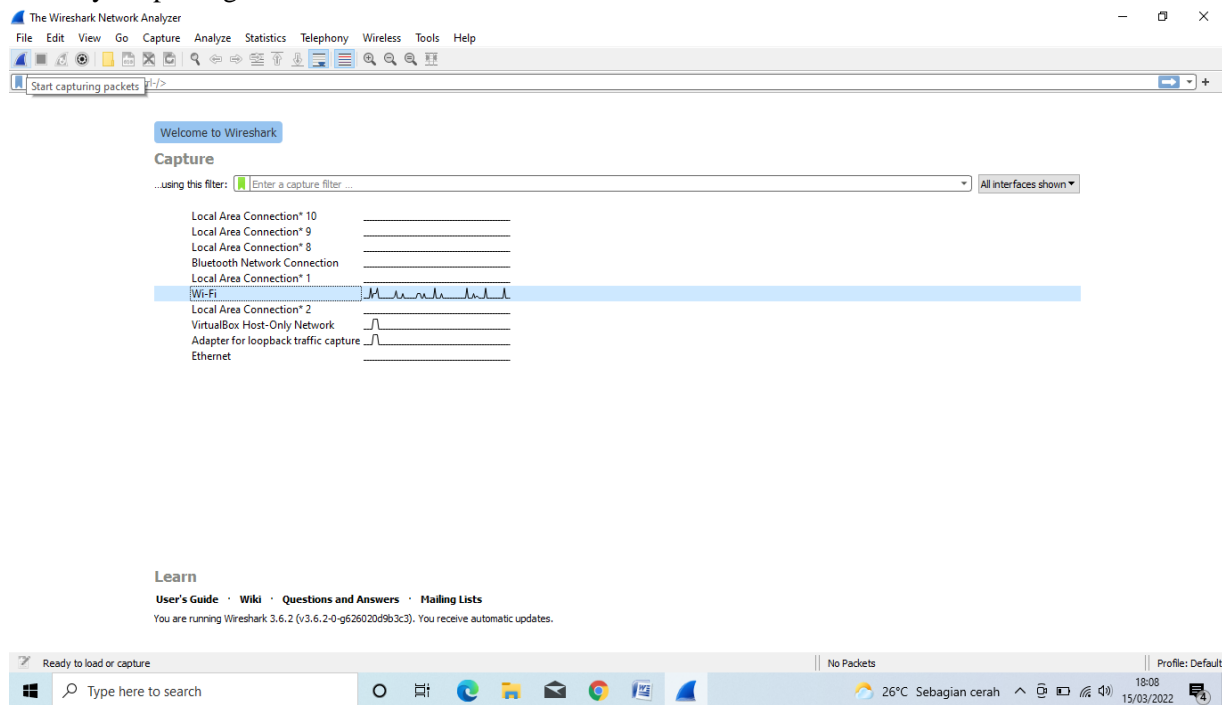 The Wireshark Network Analyzer
File Edit View Go Capture Analyze Statistics Telephony Wireless Tools Help
Start capturing packets
rl-/>
Welcome to Wireshark
Capture
...using this filter: Enter a capture filter ... All interfaces shown
Local Area Connection* 10
Local Area Connection* 9
Local Area Connection* 8
Bluetooth Network Connection
Local Area Connection* 1
Wi-Fi
Local Area Connection* 2
VirtualBox Host-Only Network
Adapter for loopback traffic capture
Ethernet
Learn
User's Guide · Wiki · Questions and Answers · Mailing Lists
You are running Wireshark 3.6.2 (v3.6.2-0-g626020d9b3c3). You receive automatic updates.
Ready to load or capture No Packets Profile: Default
Type here to search 26°C Sebagian cerah 18:08
15/03/2022 4